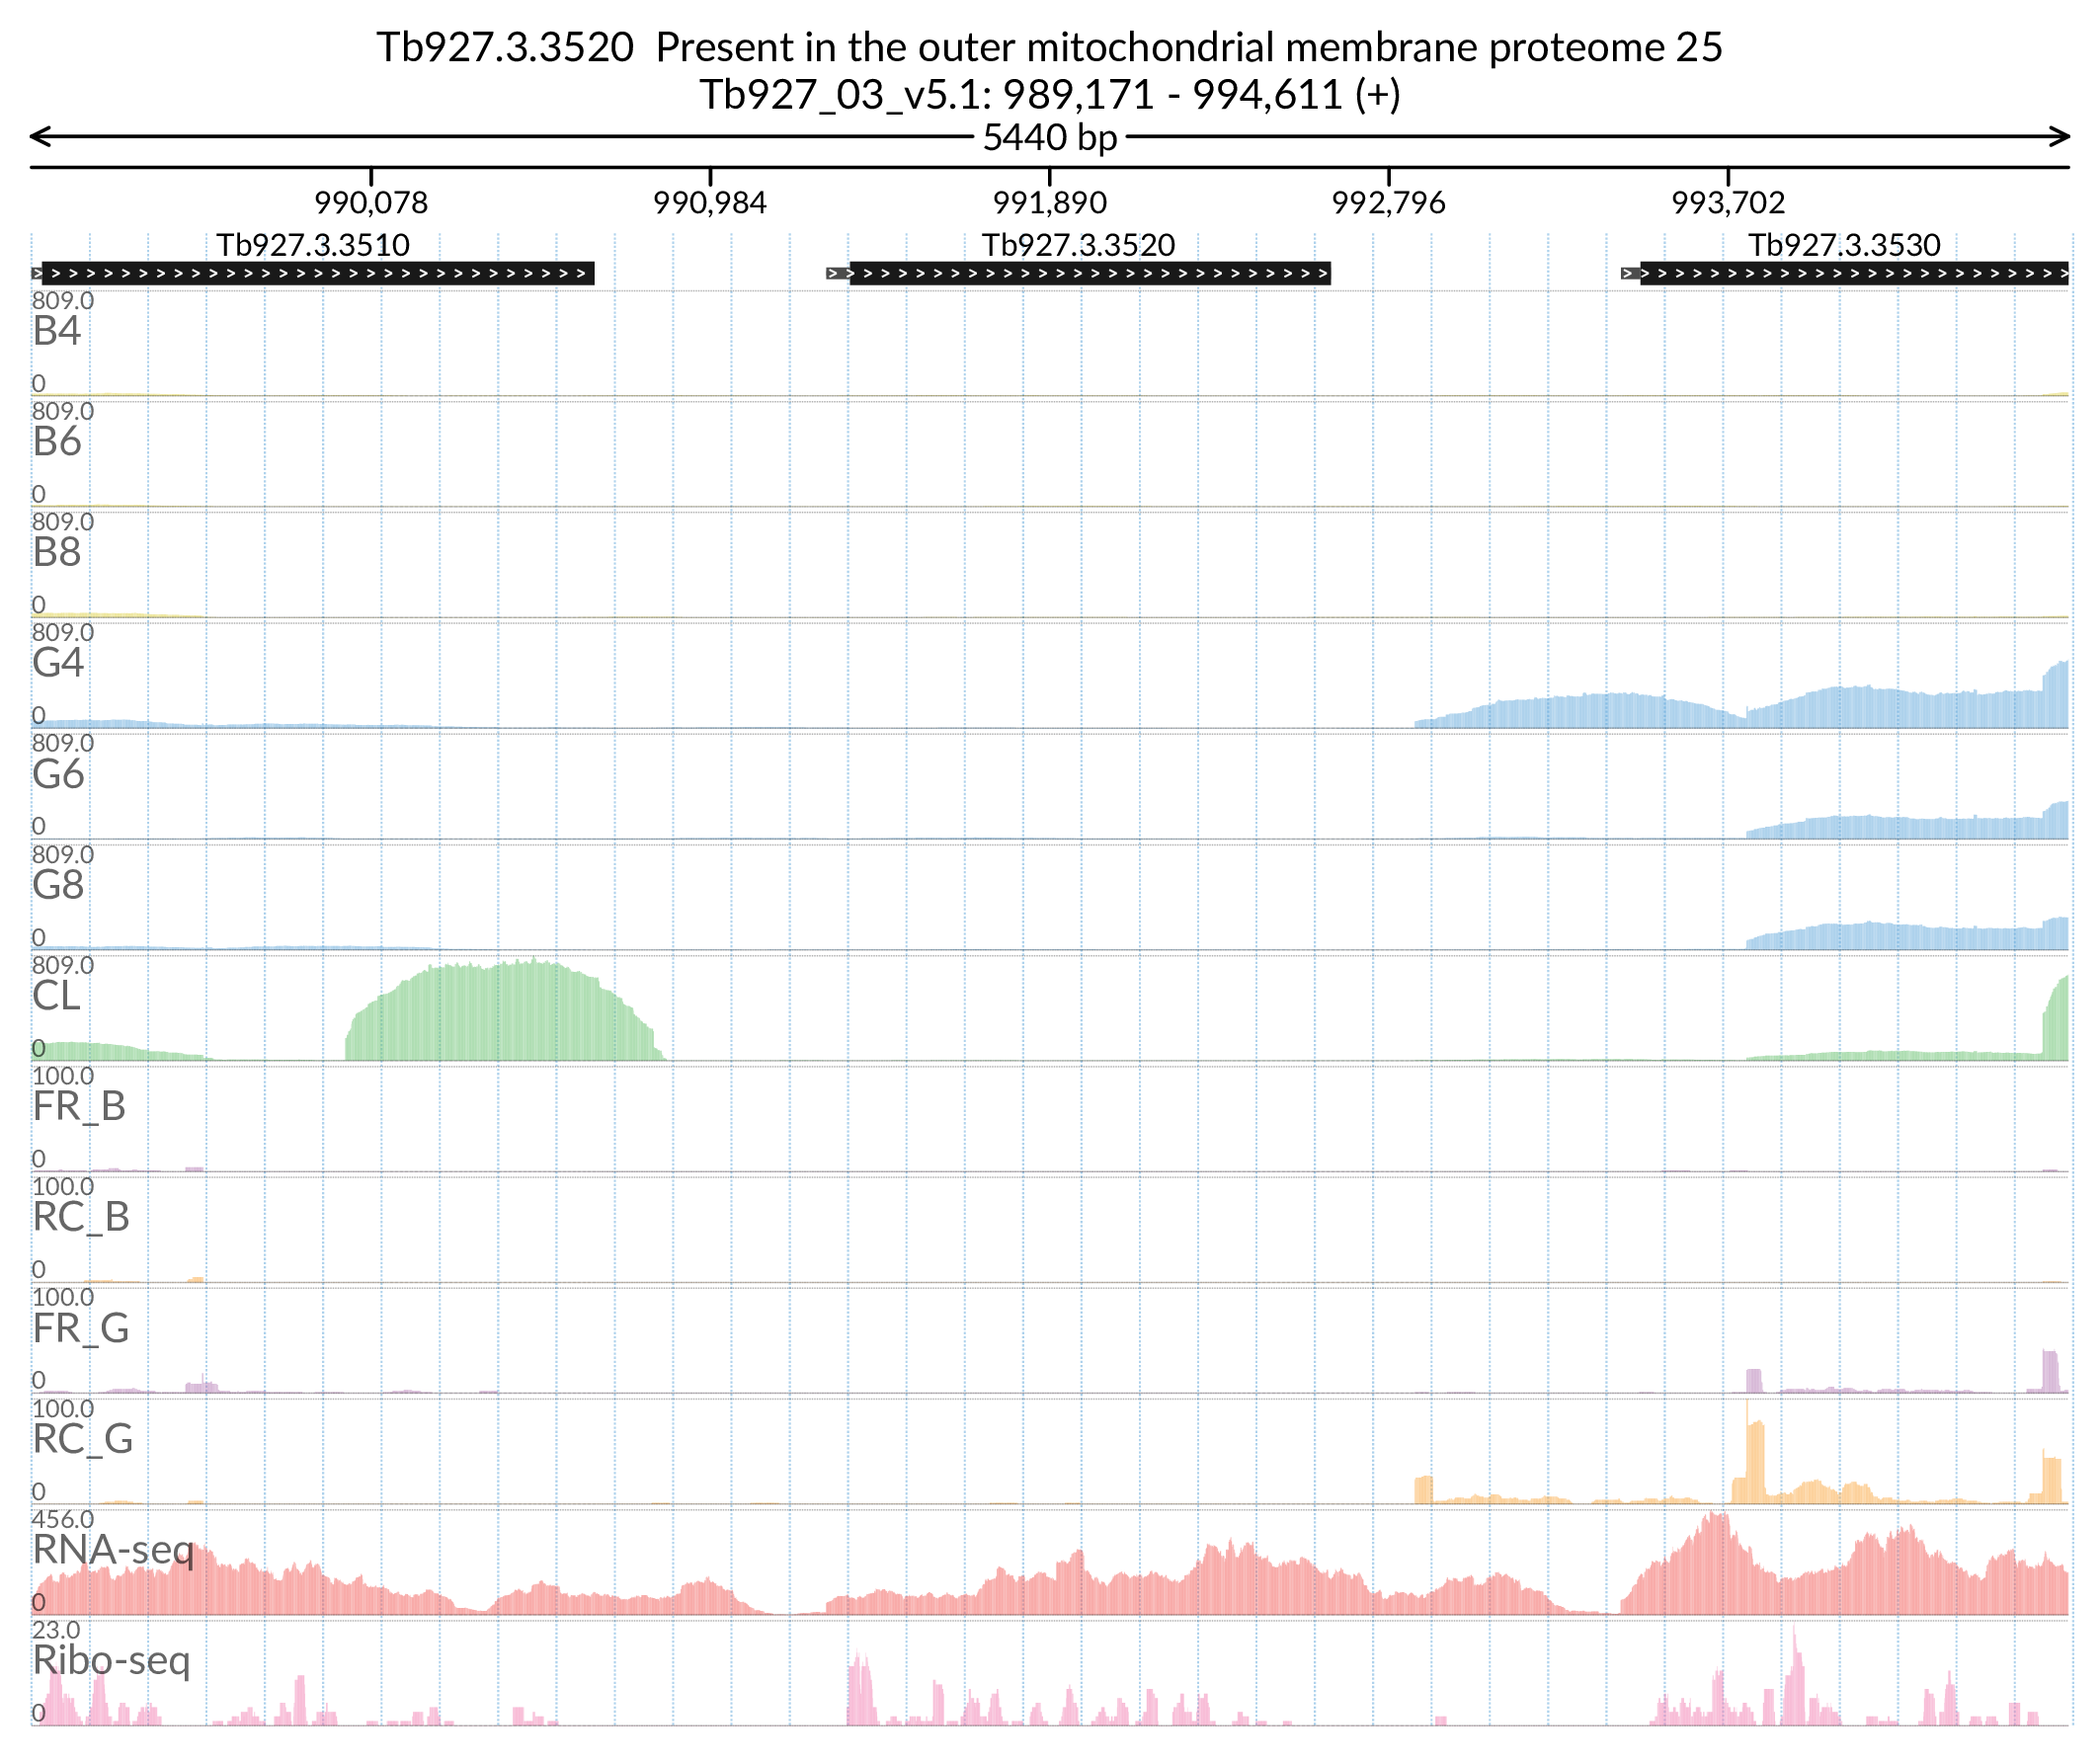 Tb927.3.3520  Present in the outer mitochondrial membrane proteome 25
Tb927_03_v5.1: 989,171 - 994,611 (+)
5440 bp
990,078 990,984 991,890 992,796 993,702
Tb927.3.3510 Tb927.3.3520 Tb927.3.3530
809.0
B4
0
809.0
B6
0
809.0
B8
0
809.0
G4
0
809.0
G6
0
809.0
G8
0
809.0
CL
0
100.0
FR_B
0
100.0
RC_B
0
100.0
FR_G
0
100.0
RC_G
0
456.0
RNA-seq
0
23.0
Ribo-seq
0